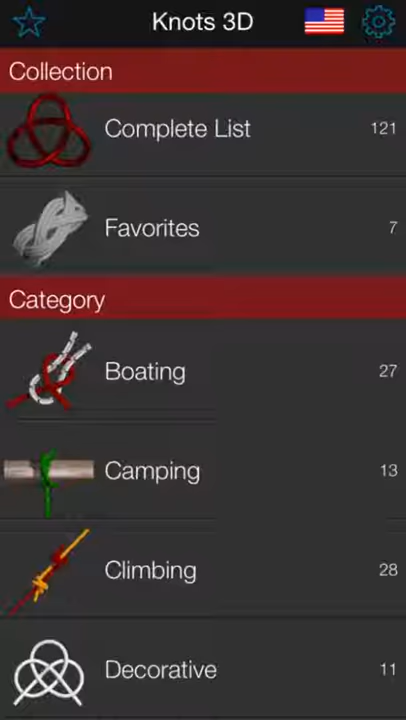 Knots 3D
Collection
Complete List 121
Favorites 7
Category
Boating 27
Camping 13
Climbing 28
Decorative 11